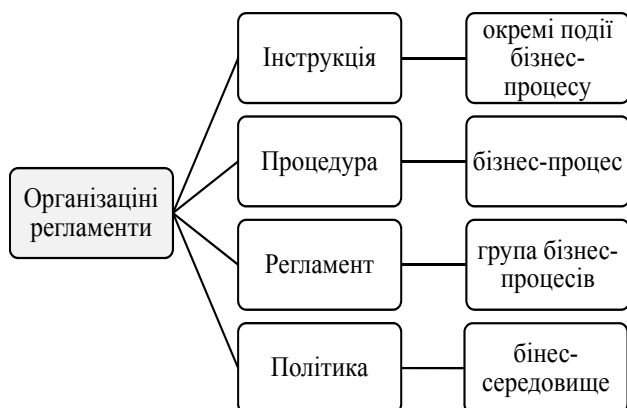 Інструкція
окремі події
бізнес-
процесу
Процедура
бізнес-процес
Організаціні
регламенти
Регламент
група бізнес-
процесів
Політика
бінес-
середовище